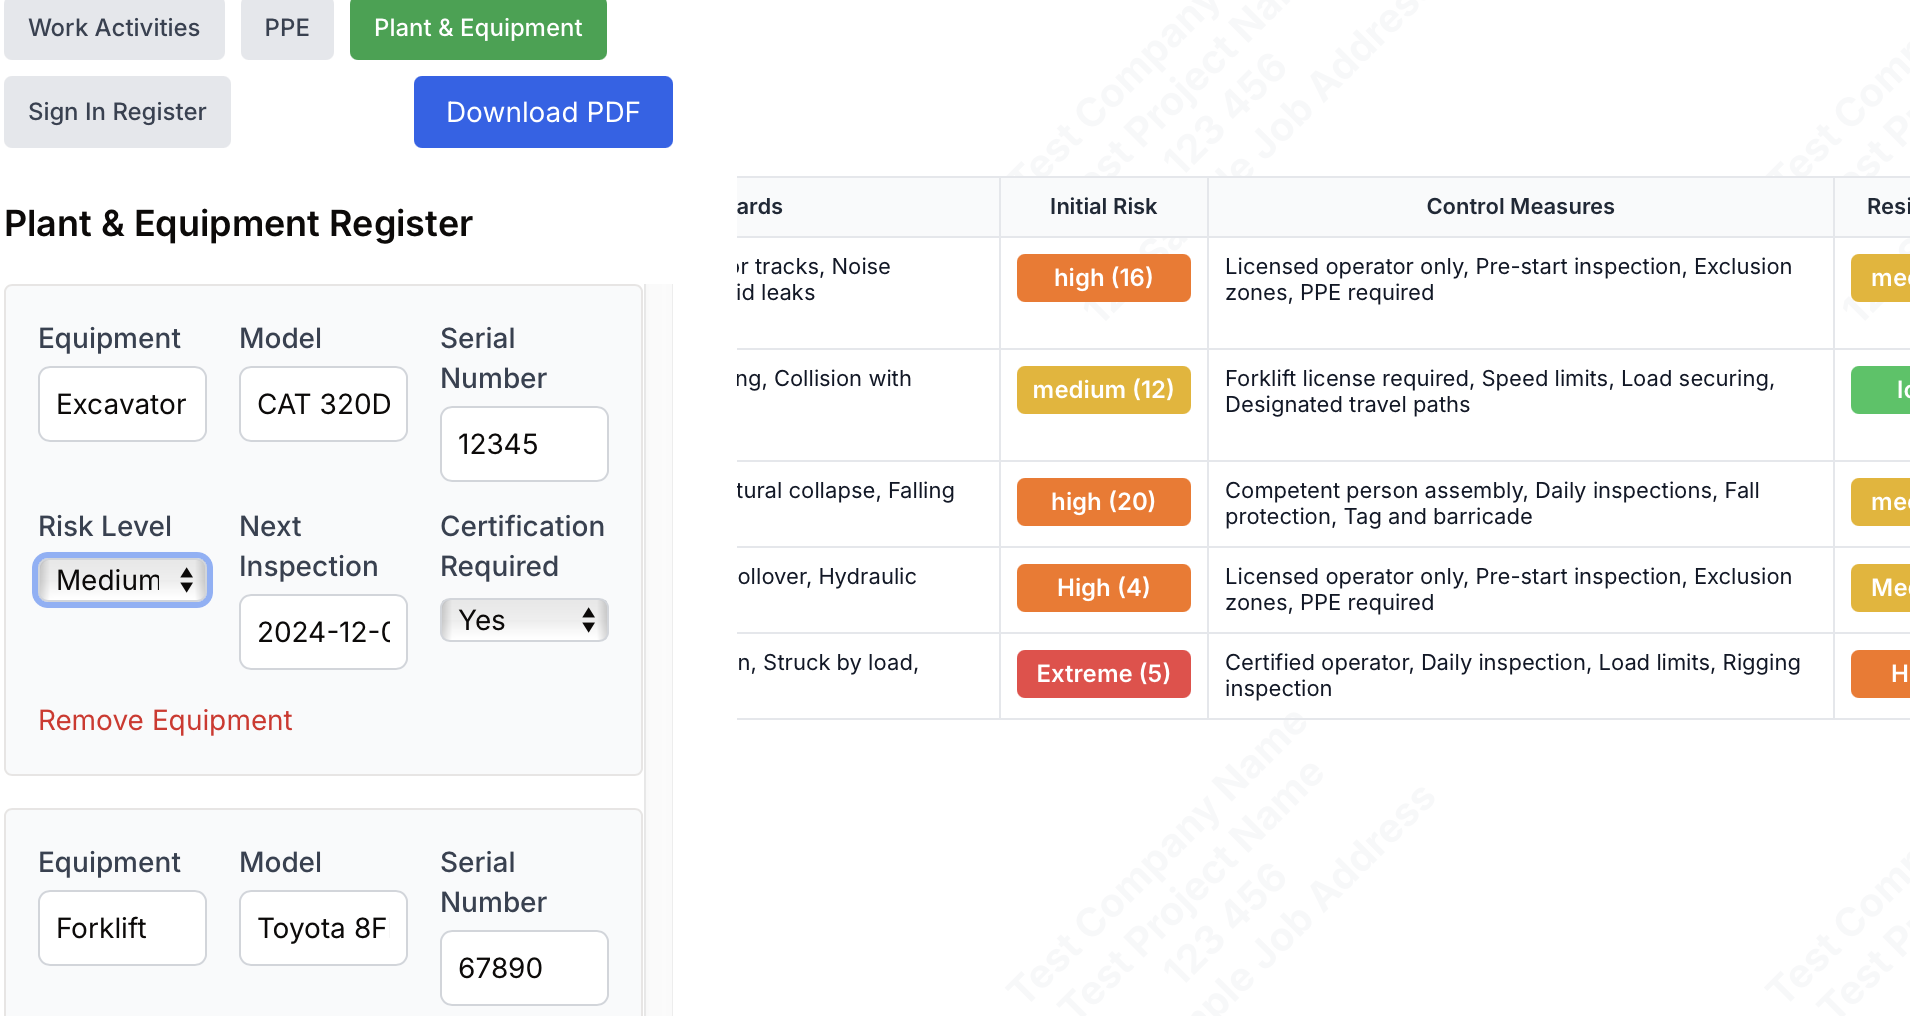 Work Activities
PPE
Plant & Equipment
Sign In Register
Download PDF
Plant & Equipment Register
Equipment
Model
Serial
Number
Excavator
CAT 320D
12345
Risk Level
Next
Inspection
Certification
Required
Medium
2024-12-0
Yes
Remove Equipment
Equipment
Model
Serial
Number
Forklift
Toyota 8F
67890
ards
Initial Risk
Control Measures
Resi
or tracks, Noise
id leaks
high (16)
Licensed operator only, Pre-start inspection, Exclusion
zones, PPE required
med
ng, Collision with
medium (12)
Forklift license required, Speed limits, Load securing,
Designated travel paths
lo
tural collapse, Falling
high (20)
Competent person assembly, Daily inspections, Fall
protection, Tag and barricade
med
ollover, Hydraulic
High (4)
Licensed operator only, Pre-start inspection, Exclusion
zones, PPE required
Med
n, Struck by load,
Extreme (5)
Certified operator, Daily inspection, Load limits, Rigging
inspection
H
Test Company Name
Test Project Name
123 456
ple Job Address